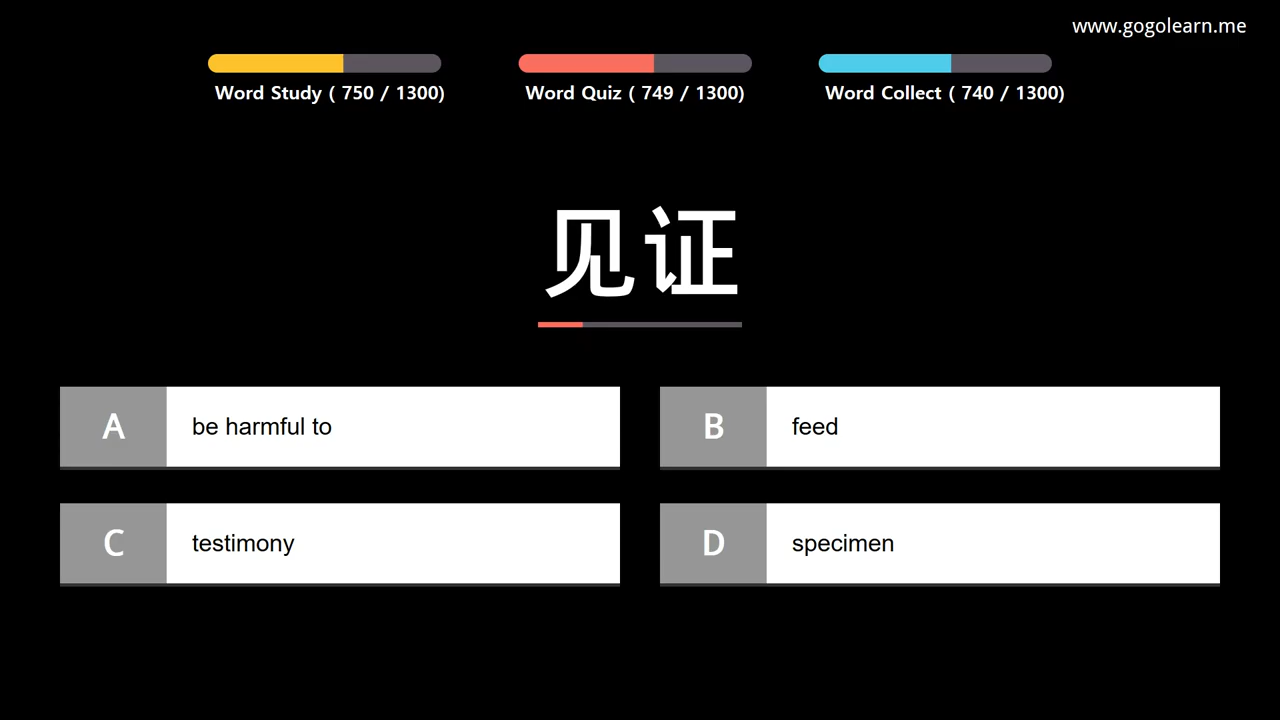 www.gogolearn.me
Word Study ( 750 / 1300)
Word Quiz ( 749 / 1300)
Word Collect ( 740 / 1300)
见证
A be harmful to
B feed
C testimony
D specimen